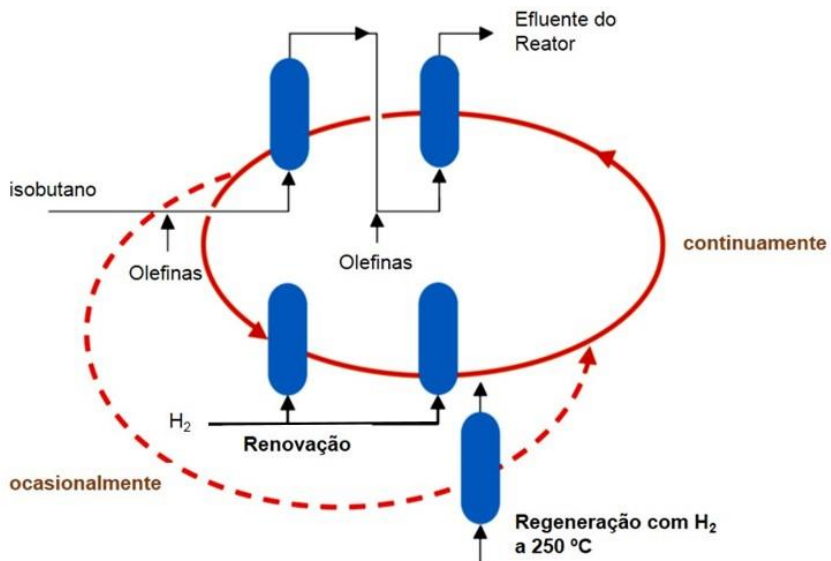 Efluente do
Reator
isobutano
Olefinas
Olefinas
continuamente
H₂
Renovação
ocasionalmente
Regeneração com H₂
a 250 ºC